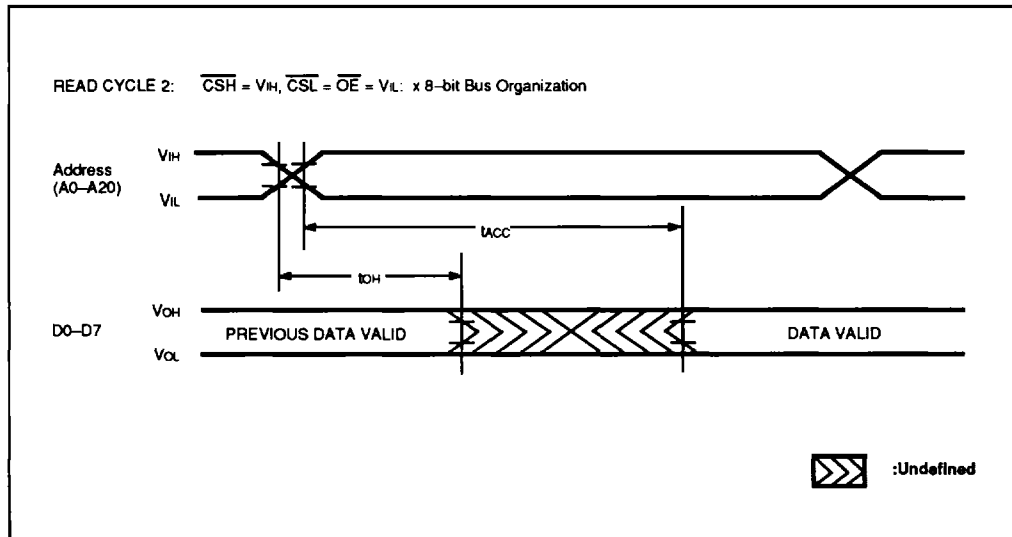 READ CYCLE 2: CSH = VIH, CSL = OE = VIL: x 8–bit Bus Organization
Address
(A0–A20)
VIH
VIL
tACC
tOH
D0–D7
VOH
VOL
PREVIOUS DATA VALID
DATA VALID
:Undefined